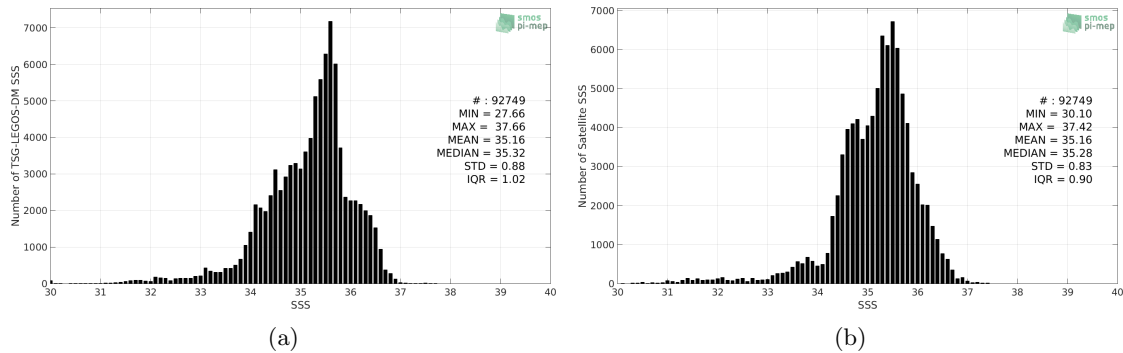 smos
pi-mep
7000
6000
5000
4000
3000
2000
1000
0
Number of TSG-LEGOS-DM SSS
# : 92749
MIN = 27.66
MAX = 37.66
MEAN = 35.16
MEDIAN = 35.32
STD = 0.88
IQR = 1.02
30 31 32 33 34 35 36 37 38 39 40
SSS
(a)
smos
pi-mep
7000
6000
5000
4000
3000
2000
1000
0
Number of Satellite SSS
# : 92749
MIN = 30.10
MAX = 37.42
MEAN = 35.16
MEDIAN = 35.28
STD = 0.83
IQR = 0.90
30 31 32 33 34 35 36 37 38 39 40
SSS
(b)